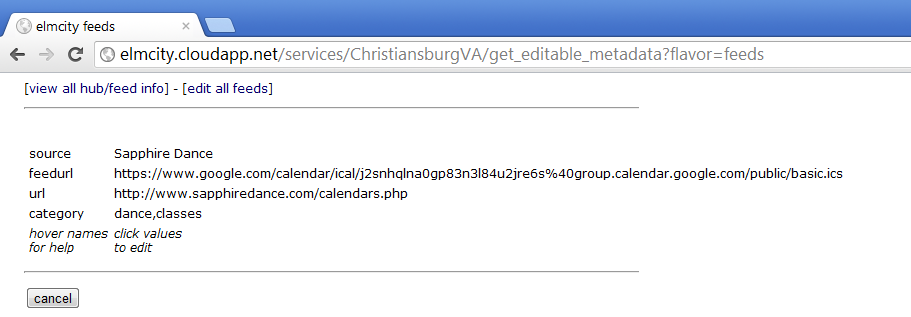 elmcity feeds
elmcity.cloudapp.net/services/ChristiansburgVA/get_editable_metadata?flavor=feeds
[view all hub/feed info] - [edit all feeds]
source Sapphire Dance
feedurl https://www.google.com/calendar/ical/j2snhqlna0gp83n3l84u2jre6s%40group.calendar.google.com/public/basic.ics
url http://www.sapphiredance.com/calendars.php
category dance,classes
hover names click values
for help to edit
cancel